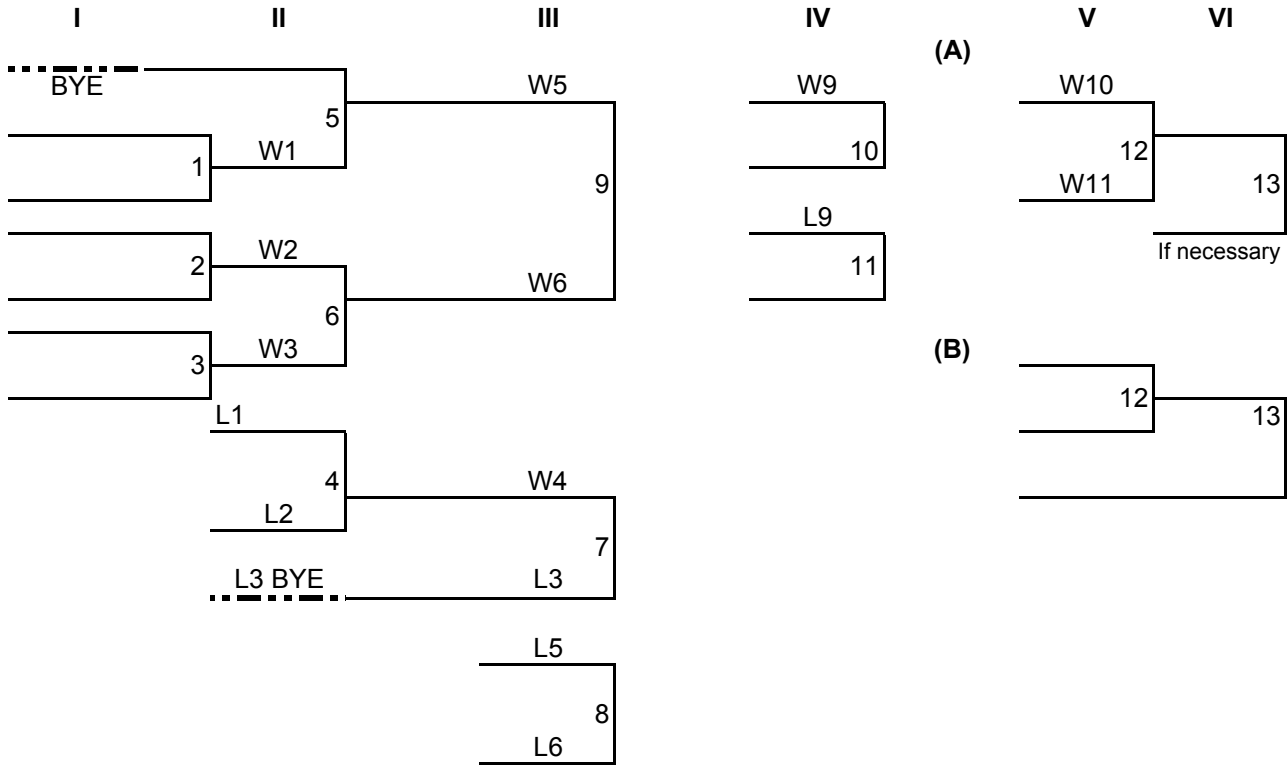 I II III IV V VI
(A)
BYE W5 W9 W10
5
W1 10 12
1 9 W11 13
L9
W2 If necessary
2 11
W6
6
W3 (B)
3 12 13
L1
4 W4
L2
7
L3 BYE L3
L5
8
L6